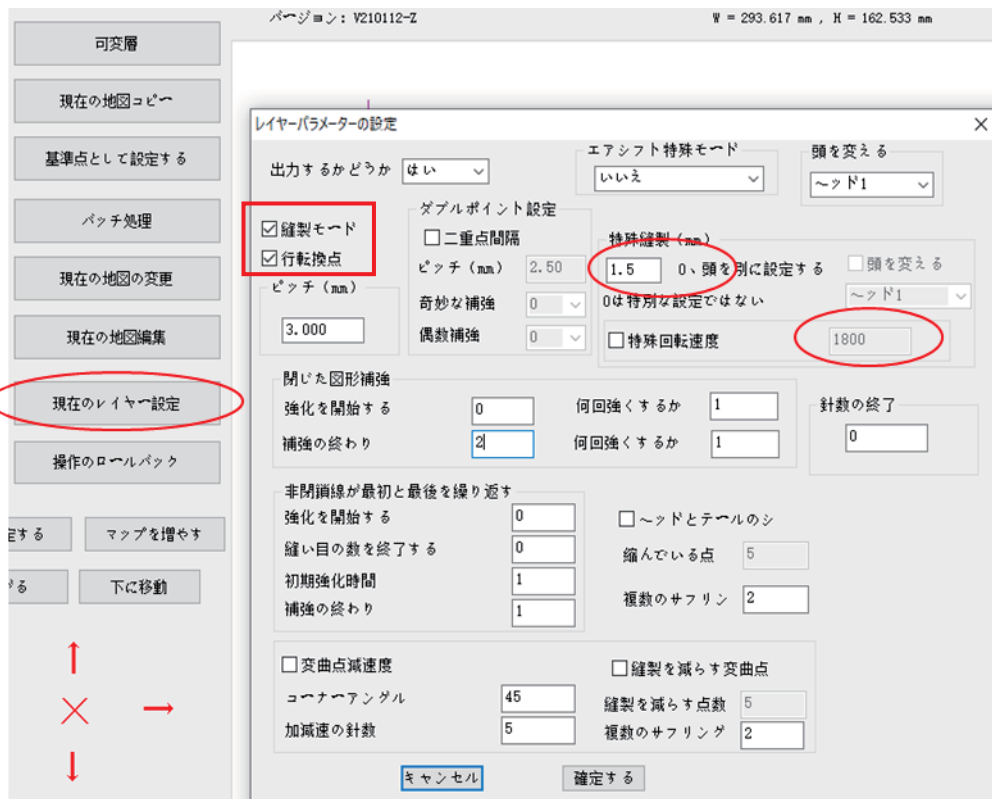 バージョン: V210112-Z
W = 293.617 mm , H = 162.533 mm
可変層
現在の地図コピー
基準点として設定する
バッチ処理
現在の地図の変更
現在の地図編集
現在のレイヤー設定
操作のロールバック
定する
マップを増やす
下に移動
レイヤーパラメーターの設定
出力するかどうか
はい
エアシフト特殊モード
いいえ
頭を変える
ヘッド1
縫製モード
行転換点
ピッチ (mm)
3.000
ダブルポイント設定
二重点間隔
ピッチ (mm)
2.50
奇妙な補強
0
偶数補強
0
特殊縫製 (mm)
1.5
0、頭を別に設定する
頭を変える
0は特別な設定ではない
ヘッド1
特殊回転速度
1800
閉じた図形補強
強化を開始する
0
何回強くするか
1
補強の終わり
2
何回強くするか
1
針数の終了
0
非閉鎖線が最初と最後を繰り返す
強化を開始する
0
縫い目の数を終了する
0
初期強化時間
1
補強の終わり
1
ヘッドとテールのシ
縮んでいる点
5
複数のサフリン
2
変曲点減速度
コーナーアングル
45
加減速の針数
5
縫製を減らす変曲点
縫製を減らす点数
5
複数のサフリング
2
キャンセル
確定する